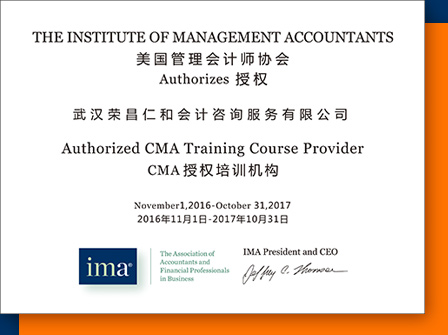 THE INSTITUTE OF MANAGEMENT ACCOUNTANTS
美国管理会计师协会
Authorizes 授权
武汉荣昌仁和会计咨询服务有限公司
Authorized CMA Training Course Provider
CMA授权培训机构
November1,2016-October 31,2017
2016年11月1日-2017年10月31日
ima®
The Association of
Accountants and
Financial Professionals
in Business
IMA President and CEO